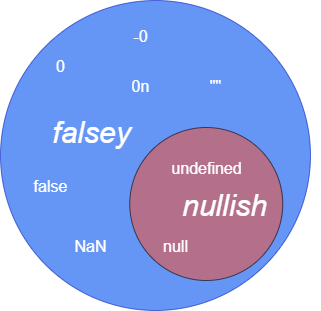 -0
0
0n
""
falsey
undefined
false
nullish
NaN
null